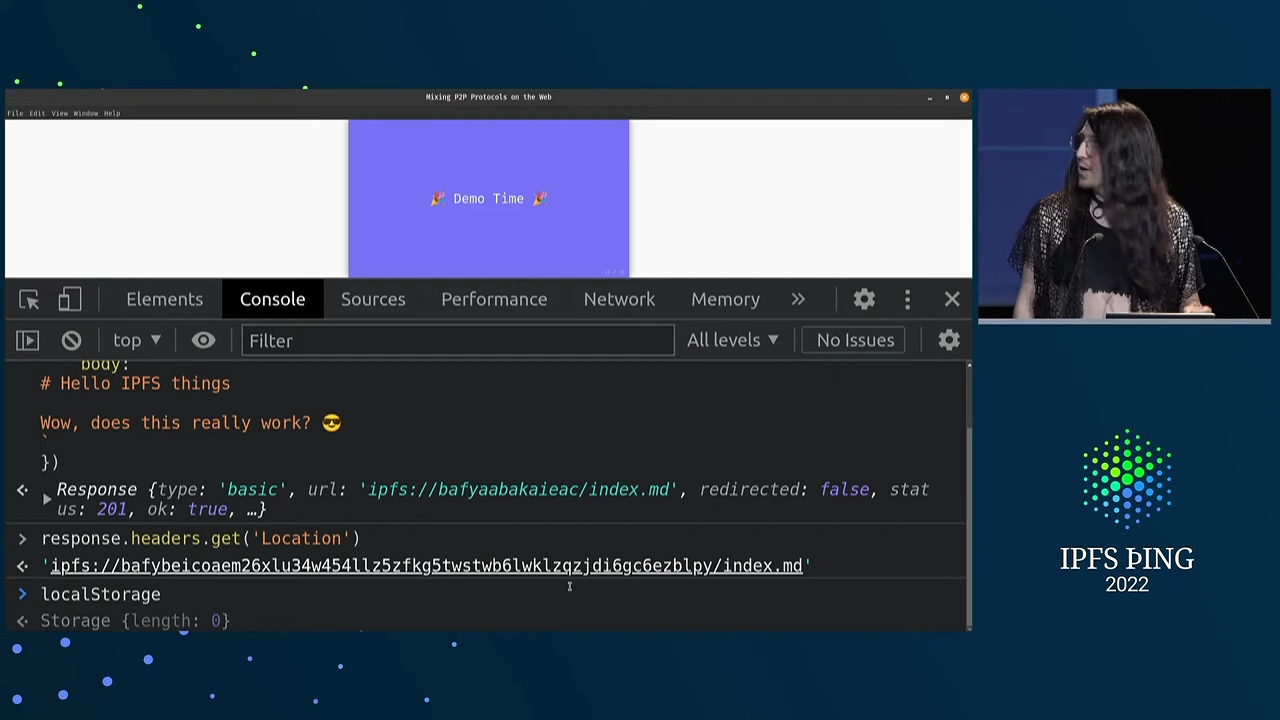 Mixing P2P Protocols on the Web
File Edit View Window Help
🎉 Demo Time 🎉
Elements Console Sources Performance Network Memory »
top ▼ Filter All levels ▼ No Issues
body:
# Hello IPFS things
Wow, does this really work? 😎
`
})
Response {type: 'basic', url: 'ipfs://bafyaabakaieac/index.md', redirected: false, stat
us: 201, ok: true, …}
response.headers.get('Location')
'ipfs://bafybeicoaem26xlu34w454llz5zfkg5twstwb6lwklzqzjdi6gc6ezblpy/index.md'
localStorage
Storage {length: 0}
IPFS ÞING
2022